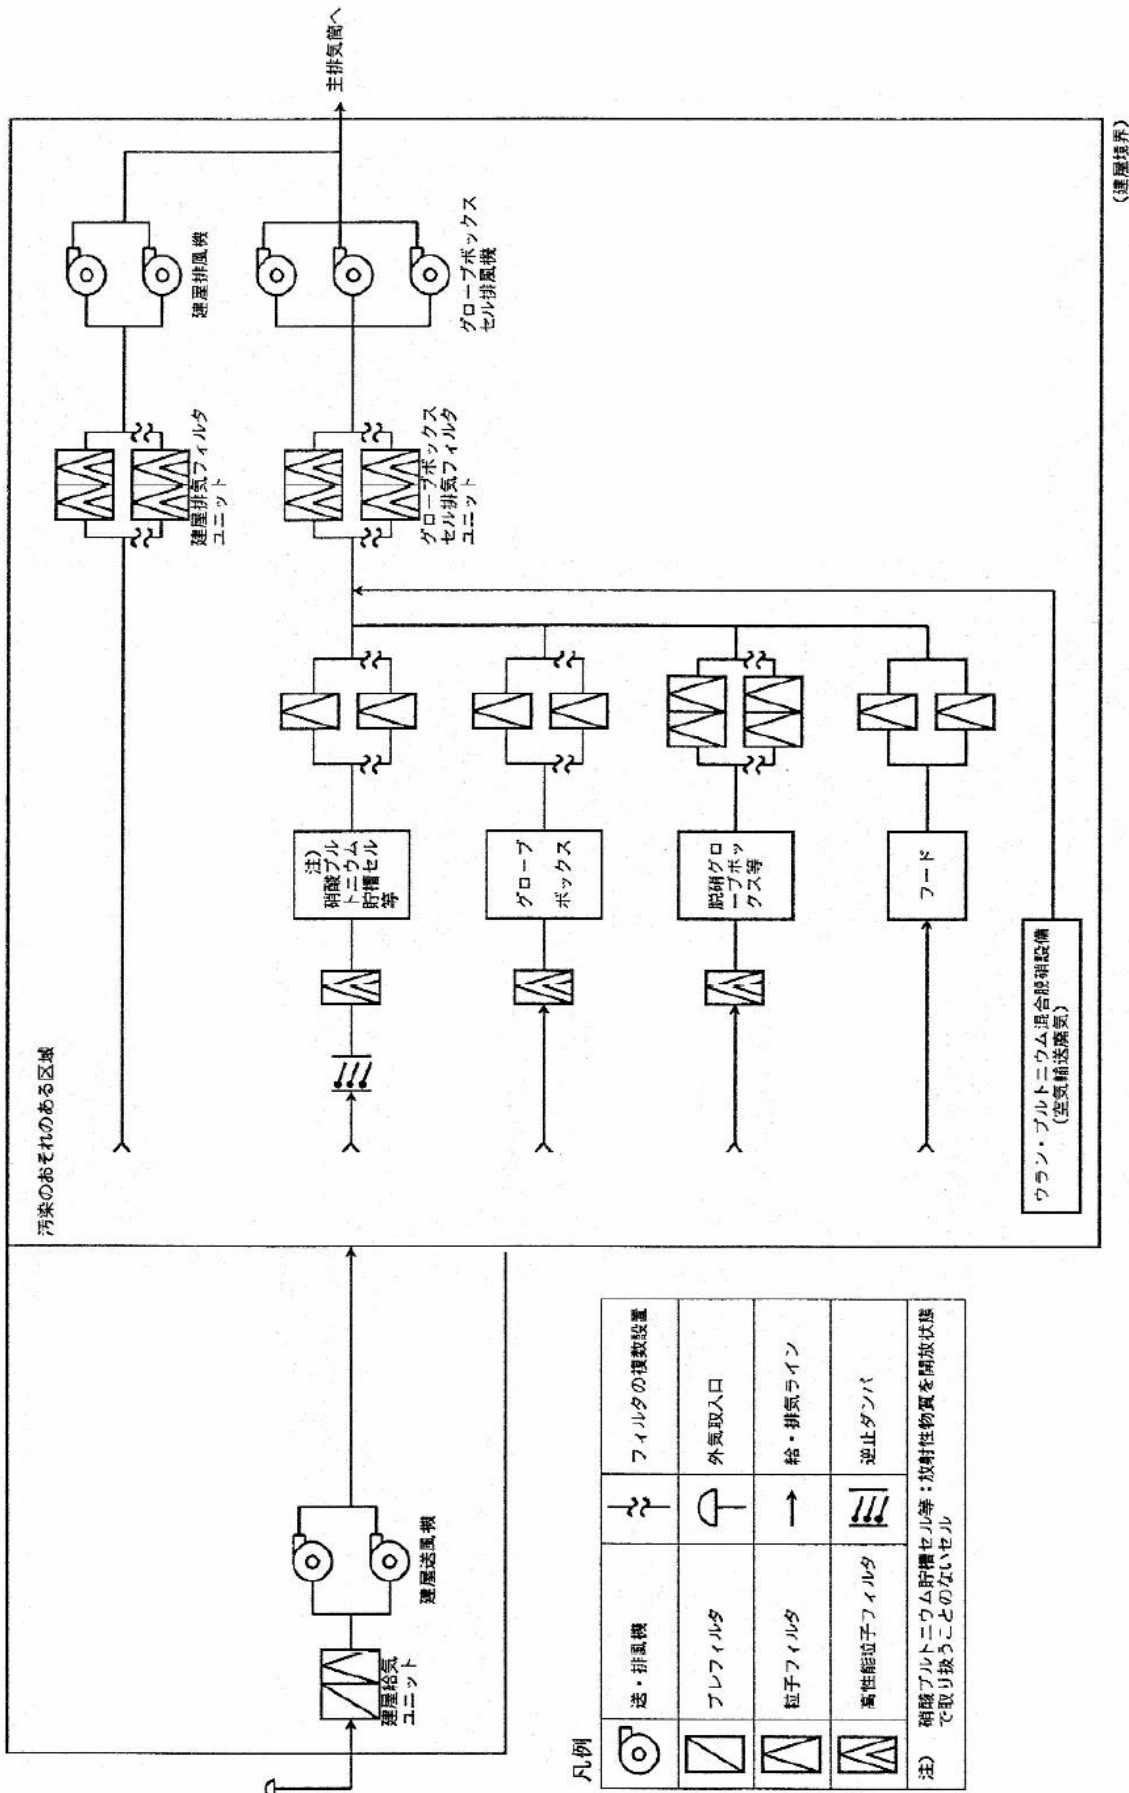 主排気筒へ
(建屋境界)
汚染のおそれのある区域
建屋排風機
グローブボックス
セル排風機
建屋排気フィルタ
ユニット
グローブボックス
セル排気フィルタ
ユニット
注)
硝酸プル
トニウム
貯槽セル
等
グローブ
ボックス
脱硝グロ
ーブボッ
クス等
フード
ウラン・プルトニウム混合脱硝設備
(空気輸送廃気)
建屋送風機
建屋給気
ユニット
凡例
送・排風機
フィルタの複数設置
プレフィルタ
外気取入口
粒子フィルタ
給・排気ライン
高性能粒子フィルタ
逆止ダンパ
注) 硝酸プルトニウム貯槽セル等:放射性物質を開放状態
で取り扱うことのないセル